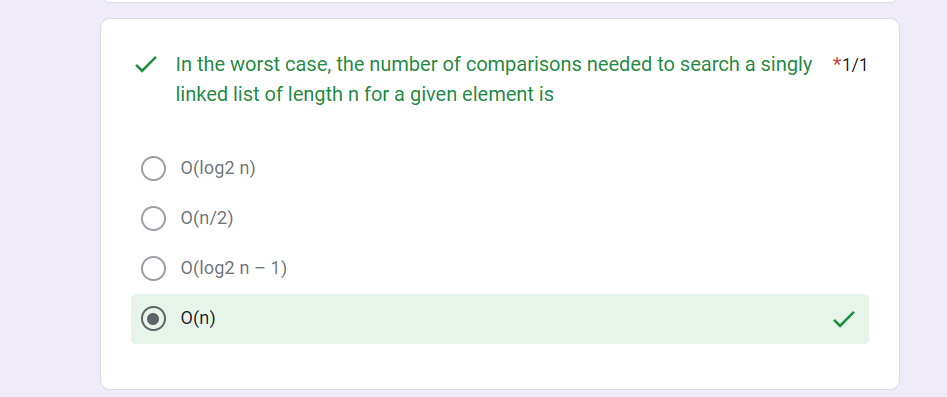 In the worst case, the number of comparisons needed to search a singly *1/1
linked list of length n for a given element is
O(log2 n)
O(n/2)
O(log2 n – 1)
O(n)